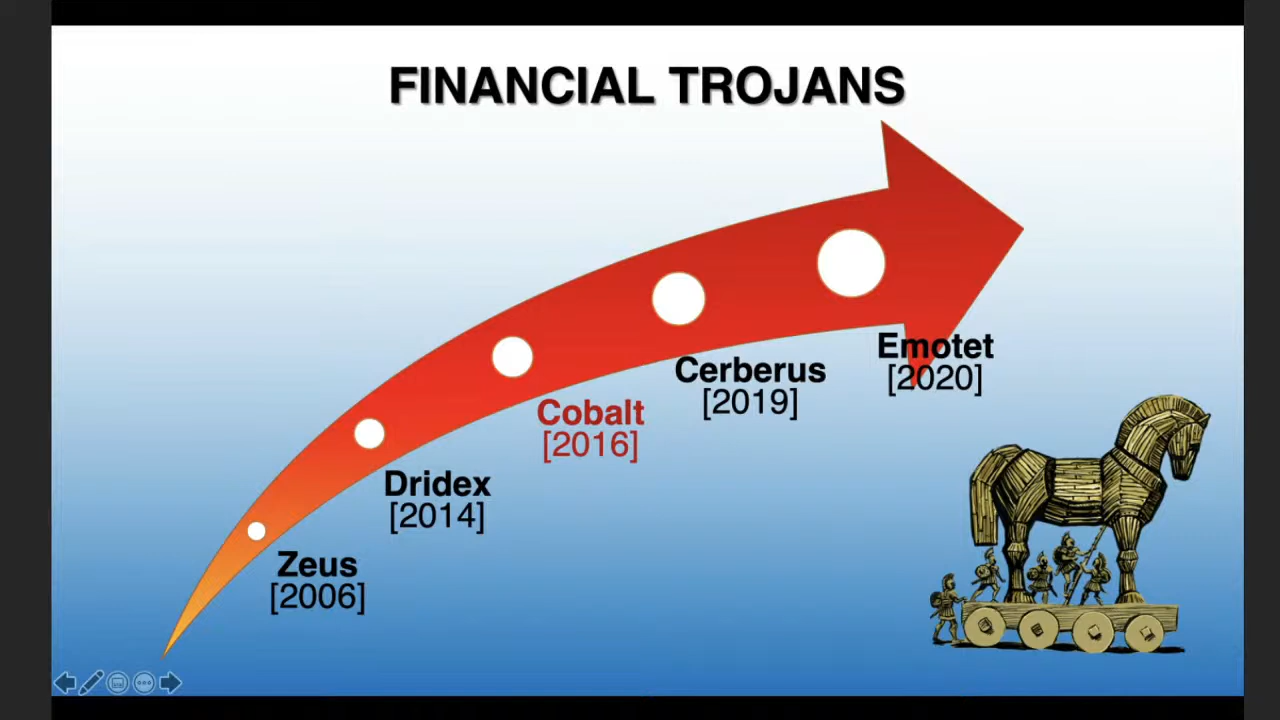 FINANCIAL TROJANS
Zeus
[2006]
Dridex
[2014]
Cobalt
[2016]
Cerberus
[2019]
Emotet
[2020]